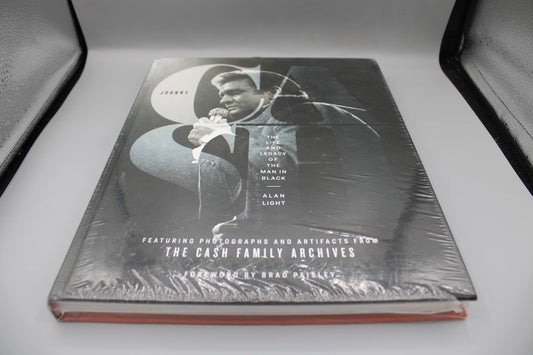 JOHNNY
CASH
THE
LIFE
AND
LEGACY
OF THE
MAN IN
BLACK
ALAN
LIGHT
FEATURING PHOTOGRAPHS AND ARTIFACTS FROM
THE CASH FAMILY ARCHIVES
FOREWORD BY BRAD PAISLEY